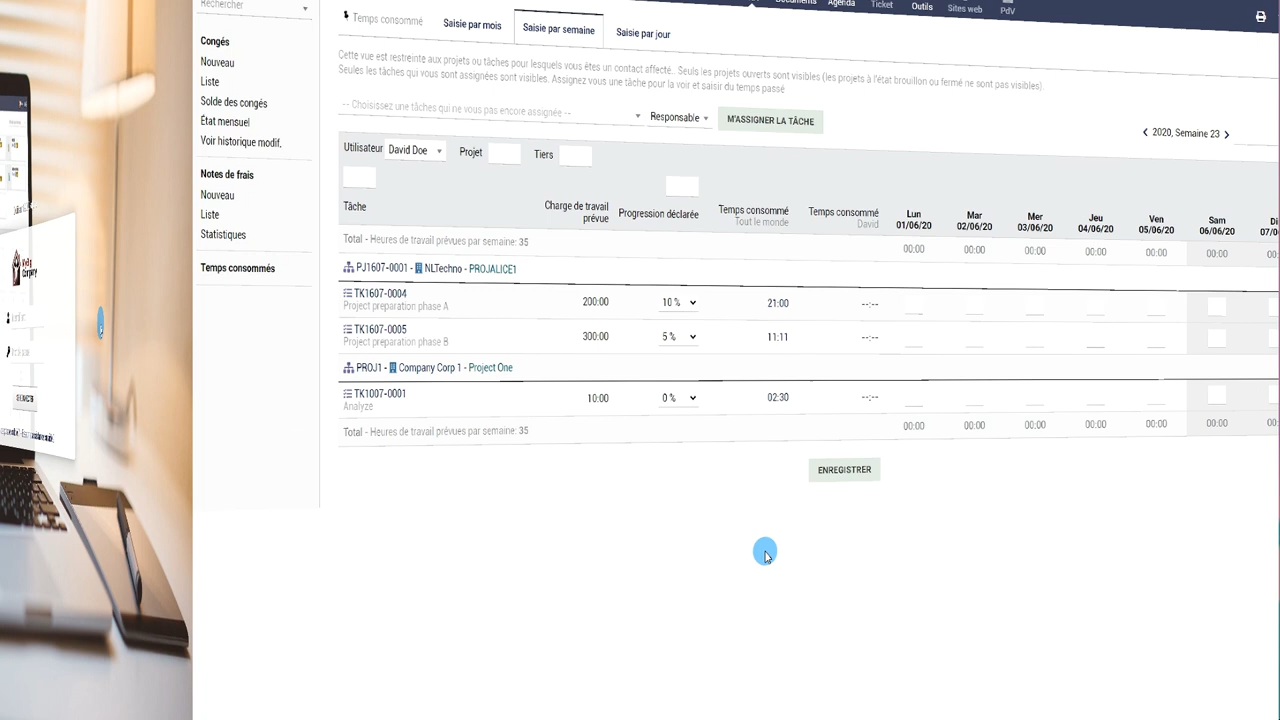 Rechercher
Documents Agenda Ticket Outils Sites web PdV
Congés
Nouveau
Liste
Solde des congés
État mensuel
Voir historique modif.
Notes de frais
Nouveau
Liste
Statistiques
Temps consommés
Temps consommé Saisie par mois Saisie par semaine Saisie par jour
Cette vue est restreinte aux projets ou tâches pour lesquels vous êtes un contact affecté.. Seuls les projets ouverts sont visibles (les projets à l'état brouillon ou fermé ne sont pas visibles).
Seules les tâches qui vous sont assignées sont visibles. Assignez vous une tâche pour la voir et saisir du temps passé
-- Choisissez une tâches qui ne vous pas encore assignée -- Responsable M'ASSIGNER LA TÂCHE
2020, Semaine 23
Utilisateur David Doe Projet Tiers
Tâche Charge de travail prévue Progression déclarée Temps consommé Tout le monde Temps consommé David Lun 01/06/20 Mar 02/06/20 Mer 03/06/20 Jeu 04/06/20 Ven 05/06/20 Sam 06/06/20
Total - Heures de travail prévues par semaine: 35 00:00 00:00 00:00 00:00 00:00 00:00 00:
PJ1607-0001 - NLTechno - PROJALICE1
TK1607-0004 200:00 10 % 21:00 --:--
Project preparation phase A
TK1607-0005 300:00 5 % 11:11 --:--
Project preparation phase B
PROJ1 - Company Corp 1 - Project One
TK1007-0001 10:00 0 % 02:30 --:--
Analyze
Total - Heures de travail prévues par semaine: 35 00:00 00:00 00:00 00:00 00:00 00:00 00:
ENREGISTRER